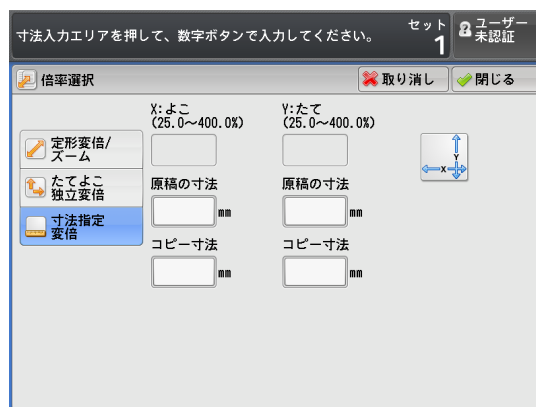 寸法入力エリアを押して、数字ボタンで入力してください。
セット
1
ユーザー
未認証
倍率選択
取り消し
閉じる
X:よこ
(25.0～400.0%)
Y:たて
(25.0～400.0%)
定形変倍/
ズーム
たてよこ
独立変倍
寸法指定
変倍
原稿の寸法
mm
原稿の寸法
mm
コピー寸法
mm
コピー寸法
mm
Y
X